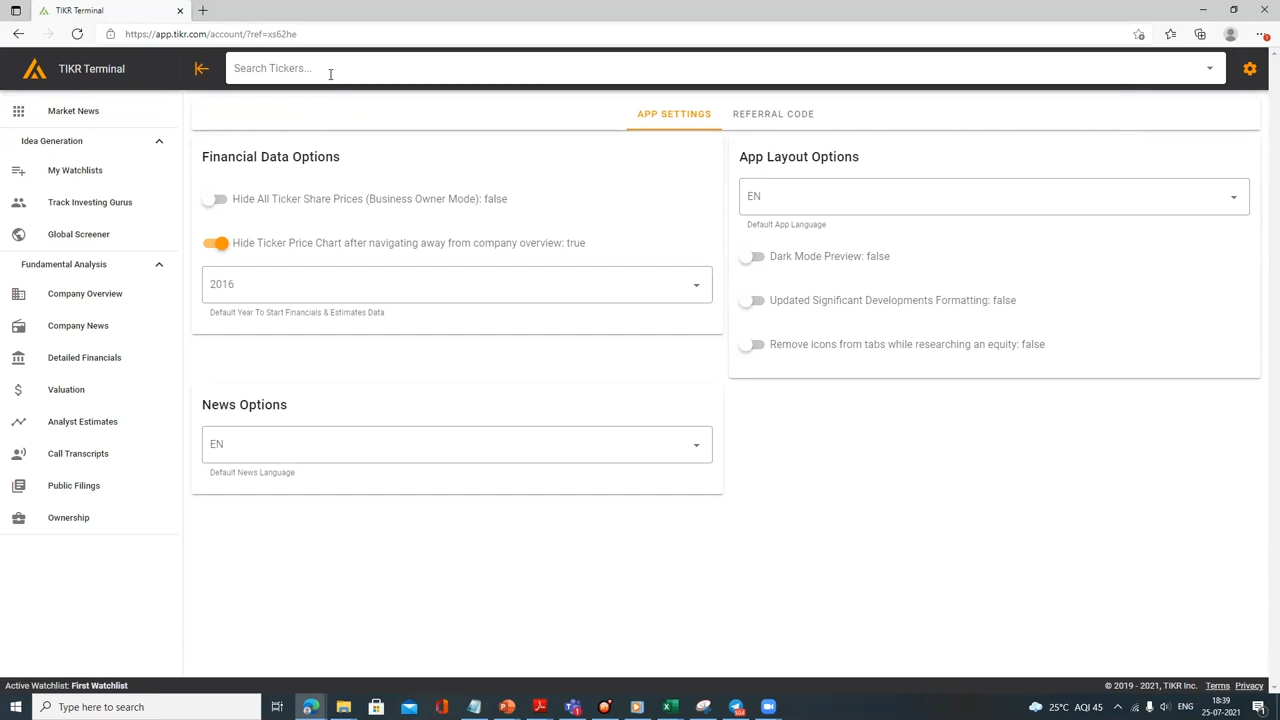 TIKR Terminal
https://app.tikr.com/account/?ref=xs62he
TIKR Terminal
Search Tickers...
Market News
Idea Generation
My Watchlists
Track Investing Gurus
Global Screener
Fundamental Analysis
Company Overview
Company News
Detailed Financials
Valuation
Analyst Estimates
Call Transcripts
Public Filings
Ownership
APP SETTINGS
REFERRAL CODE
Financial Data Options
Hide All Ticker Share Prices (Business Owner Mode): false
Hide Ticker Price Chart after navigating away from company overview: true
2016
Default Year To Start Financials & Estimates Data
News Options
EN
Default News Language
App Layout Options
EN
Default App Language
Dark Mode Preview: false
Updated Significant Developments Formatting: false
Remove icons from tabs while researching an equity: false
Active Watchlist: First Watchlist
© 2019 - 2021, TIKR Inc. Terms Privacy
Type here to search
25°C AQI 45
ENG
18:39
25-07-2021